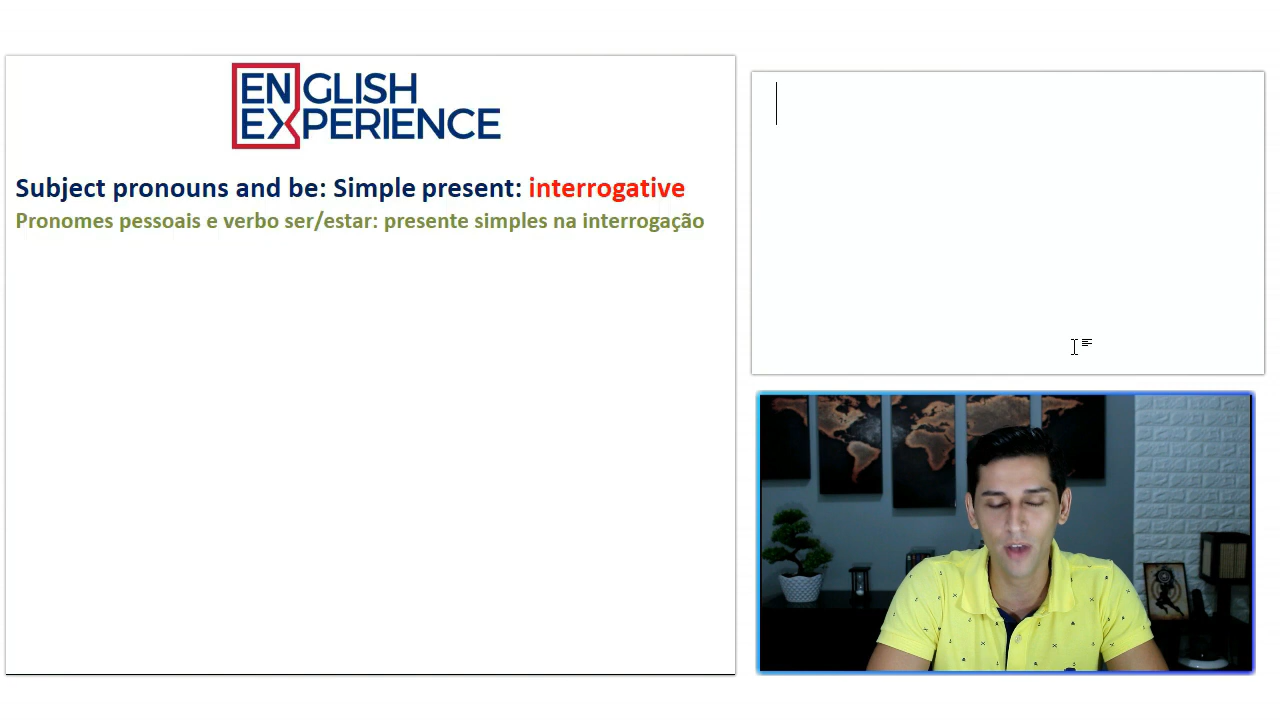 ENGLISH
EXPERIENCE
Subject pronouns and be: Simple present: interrogative
Pronomes pessoais e verbo ser/estar: presente simples na interrogação